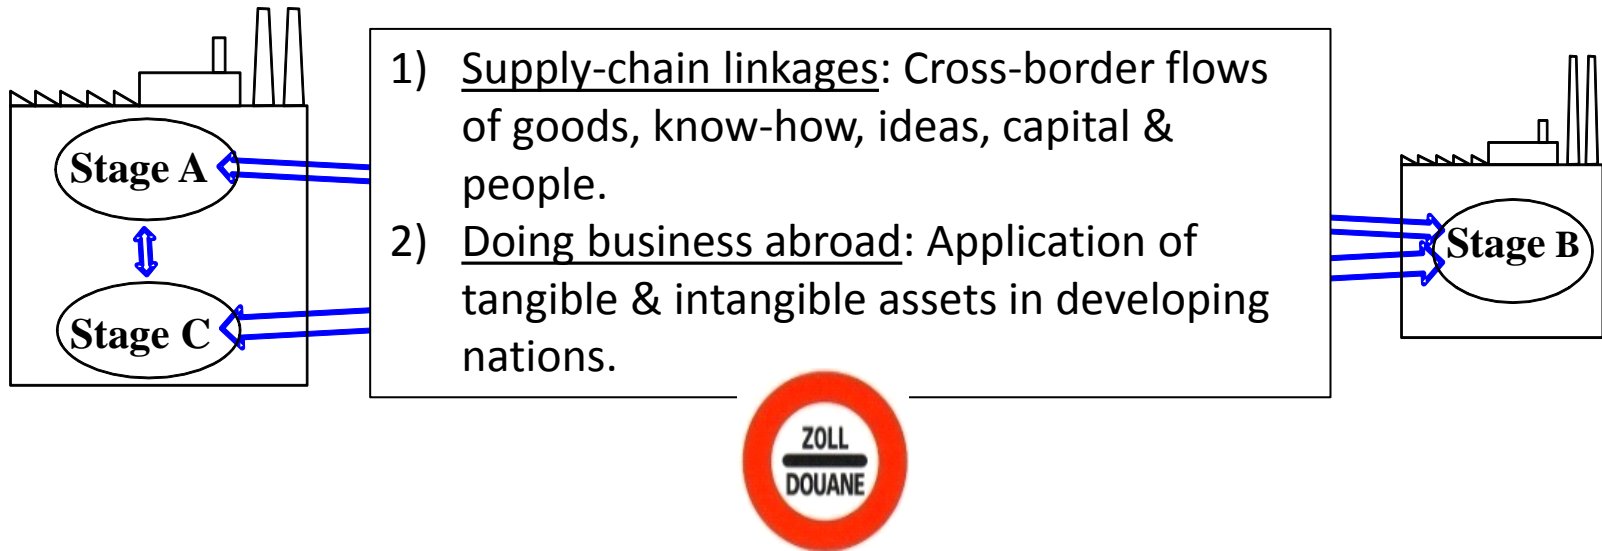 1) Supply-chain linkages: Cross-border flows
of goods, know-how, ideas, capital &
people.
2) Doing business abroad: Application of
tangible & intangible assets in developing
nations.
Stage A
Stage C
Stage B
ZOLL
DOUANE